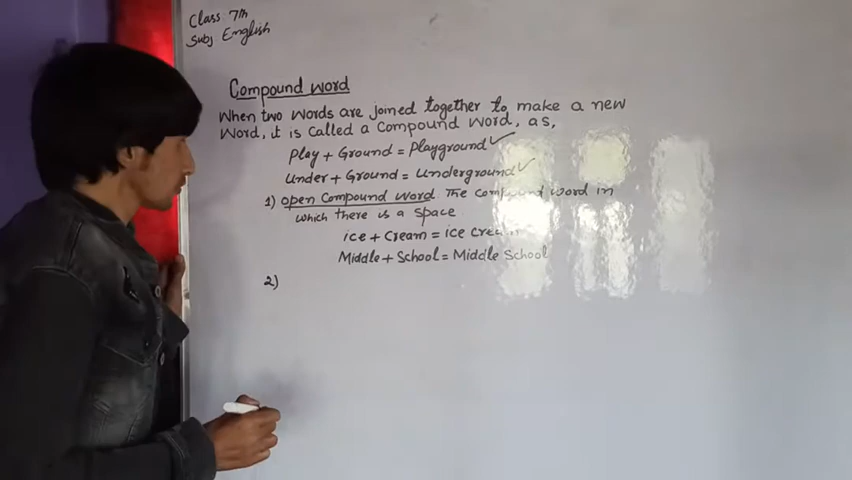 Class 7th
Subj English
Compound word
When two words are joined together to make a new
word, it is called a compound word, as,
Play + Ground = Playground ✓
Under + Ground = Underground ✓
1) open compound word. The compound word in
which there is a space
ice + cream = ice cream
Middle + School = Middle School
2)